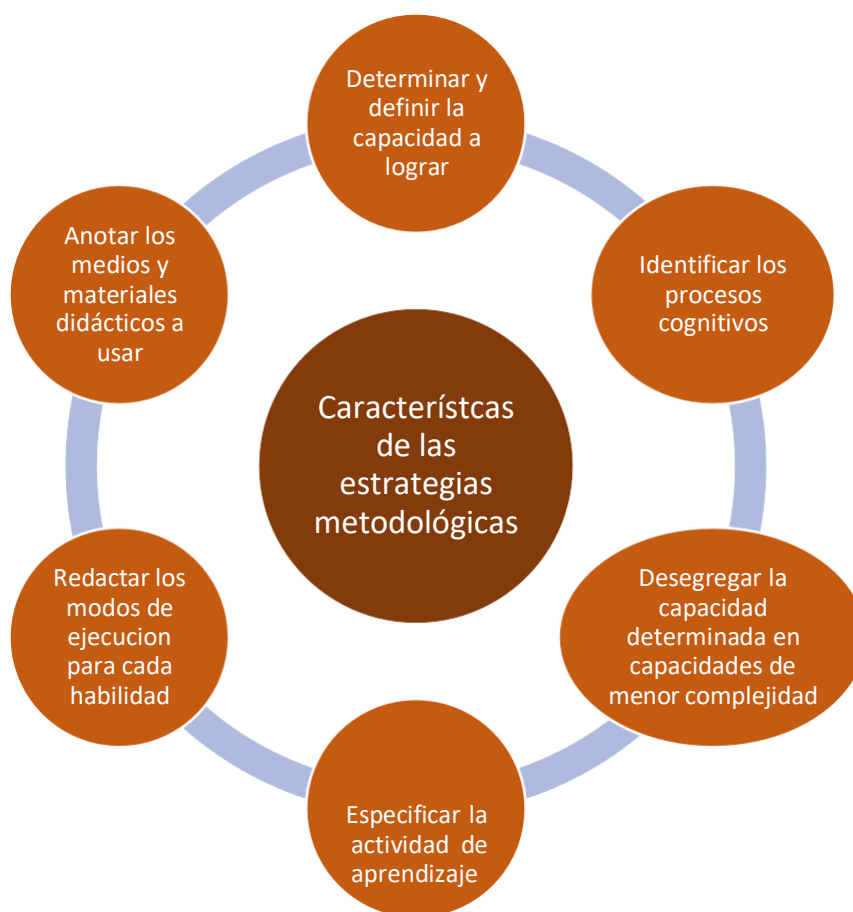 Determinar y
definir la
capacidad a
lograr
Identificar los
procesos
cognitivos
Desegregar la
capacidad
determinada en
capacidades de
menor complejidad
Especificar la
actividad de
aprendizaje
Redactar los
modos de
ejecucion
para cada
habilidad
Anotar los
medios y
materiales
didácticos a
usar
Característcas
de las
estrategias
metodológicas